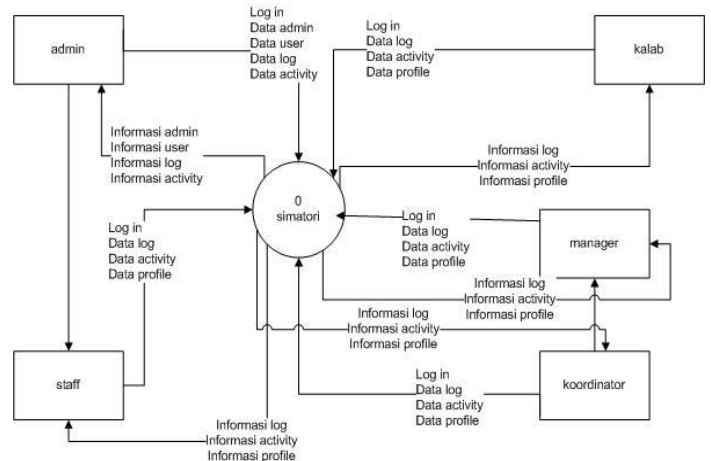 admin
Log in
Data admin
Data user
Data log
Data activity
Log in
Data log
Data activity
Data profile
kalab
Informasi admin
Informasi user
Informasi log
Informasi activity
Informasi log
Informasi activity
Informasi profile
0
simatori
Log in
Data log
Data activity
Data profile
Log in
Data log
Data activity
Data profile
manager
Informasi log
Informasi activity
Informasi profile
Informasi log
Informasi activity
Informasi profile
staff
Log in
Data log
Data activity
Data profile
koordinator
Informasi log
Informasi activity
Informasi profile